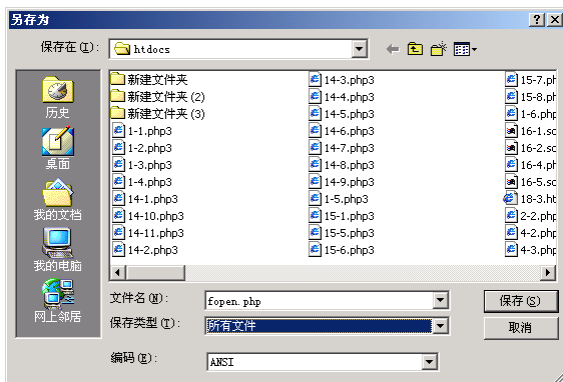 另存为
保存在(I):
htdocs
历史
桌面
我的文档
我的电脑
网上邻居
新建文件夹
新建文件夹 (2)
新建文件夹 (3)
1-1.php3
1-2.php3
1-3.php3
1-4.php3
14-1.php3
14-10.php3
14-11.php3
14-2.php3
14-3.php3
14-4.php3
14-5.php3
14-6.php3
14-7.php3
14-8.php3
14-9.php3
1-5.php3
15-1.php3
15-5.php3
15-6.php3
15-7.ph
15-8.ph
1-6.php
16-1.sc
16-2.sc
16-4.ph
16-5.sc
18-3.ht
2-2.php
4-2.php
4-3.php
文件名(N):
fopen.php
保存(S)
保存类型(T):
所有文件
取消
编码(E):
ANSI